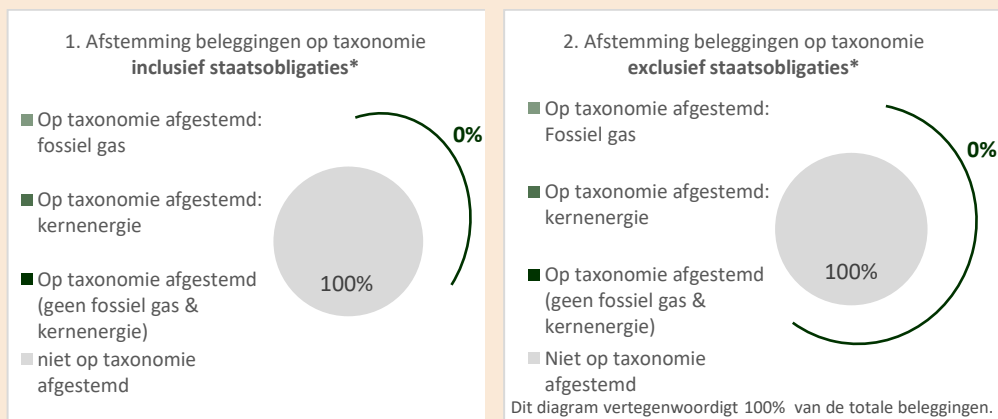 1. Afstemming beleggingen op taxonomie
inclusief staatsobligaties*
Op taxonomie afgestemd:
fossiel gas
Op taxonomie afgestemd:
kernenergie
Op taxonomie afgestemd
(geen fossiel gas &
kernenergie)
niet op taxonomie
afgestemd
0%
100%
2. Afstemming beleggingen op taxonomie
exclusief staatsobligaties*
Op taxonomie afgestemd:
Fossiel gas
Op taxonomie afgestemd:
kernenergie
Op taxonomie afgestemd
(geen fossiel gas &
kernenergie)
Niet op taxonomie
afgestemd
0%
100%
Dit diagram vertegenwoordigt 100% van de totale beleggingen.